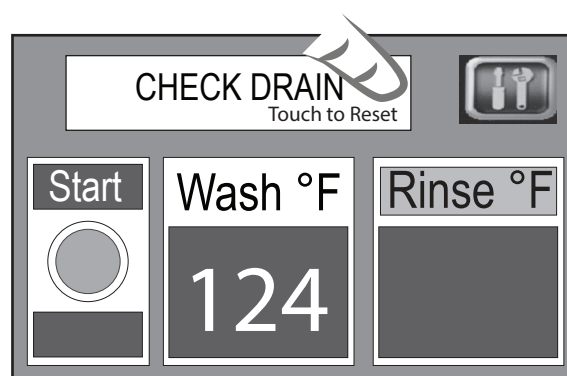 CHECK DRAIN
Touch to Reset
Start
Wash °F
Rinse °F
124